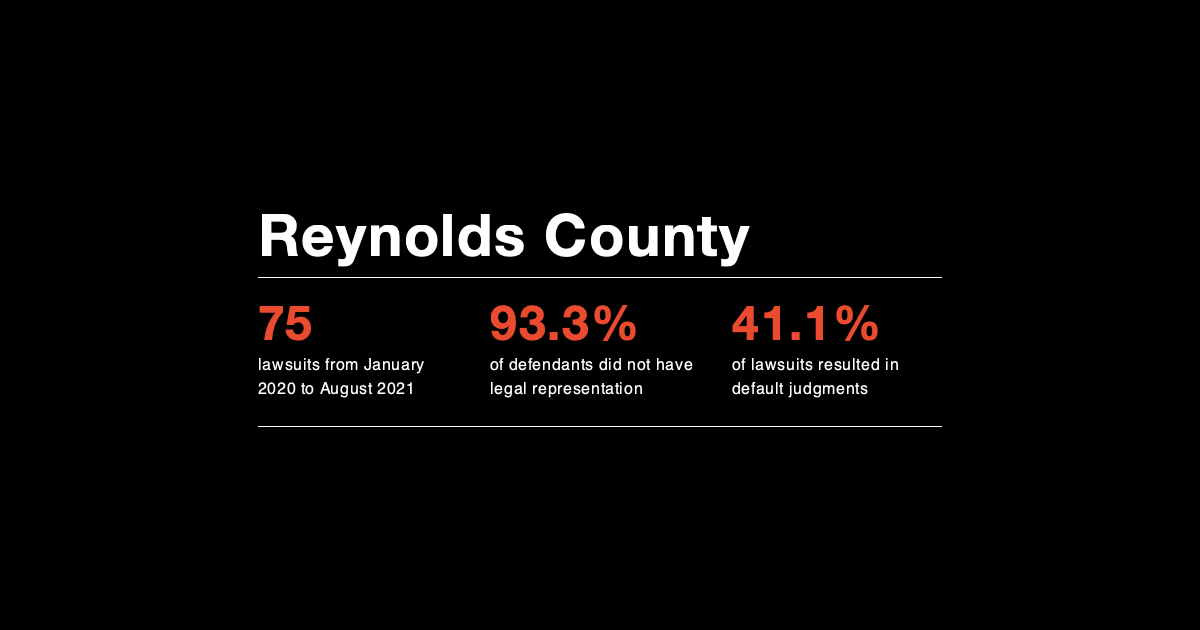 Reynolds County
75
lawsuits from January
2020 to August 2021
93.3%
of defendants did not have
legal representation
41.1%
of lawsuits resulted in
default judgments